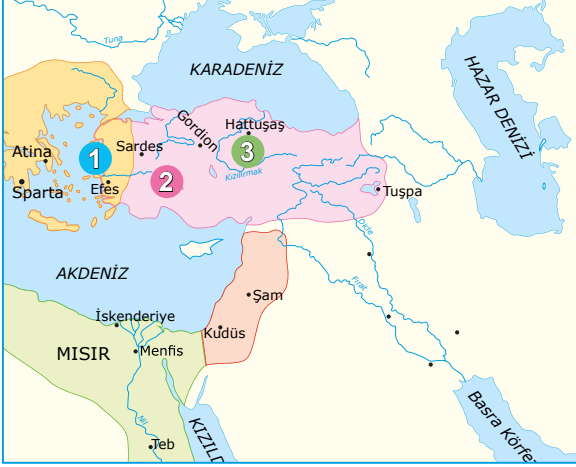 Tuna
KARADENİZ
HAZAR DENİZİ
Gordion
Hattuşaş
Atina
1
Sardes
3
Kızılırmak
2
Sparta
Efes
Tuşpa
Dicle
AKDENİZ
Fırat
Şam
İskenderiye
Kudüs
MISIR
Menfis
Nil
Basra Körfe
KIZILD
Teb